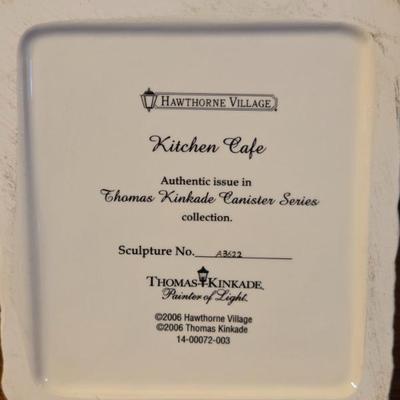 HAWTHORNE VILLAGE
Kitchen Cafe
Authentic issue in
Thomas Kinkade Canister Series
collection.
Sculpture No. A3622
THOMAS KINKADE
Painter of Light
©2006 Hawthorne Village
©2006 Thomas Kinkade
14-00072-003